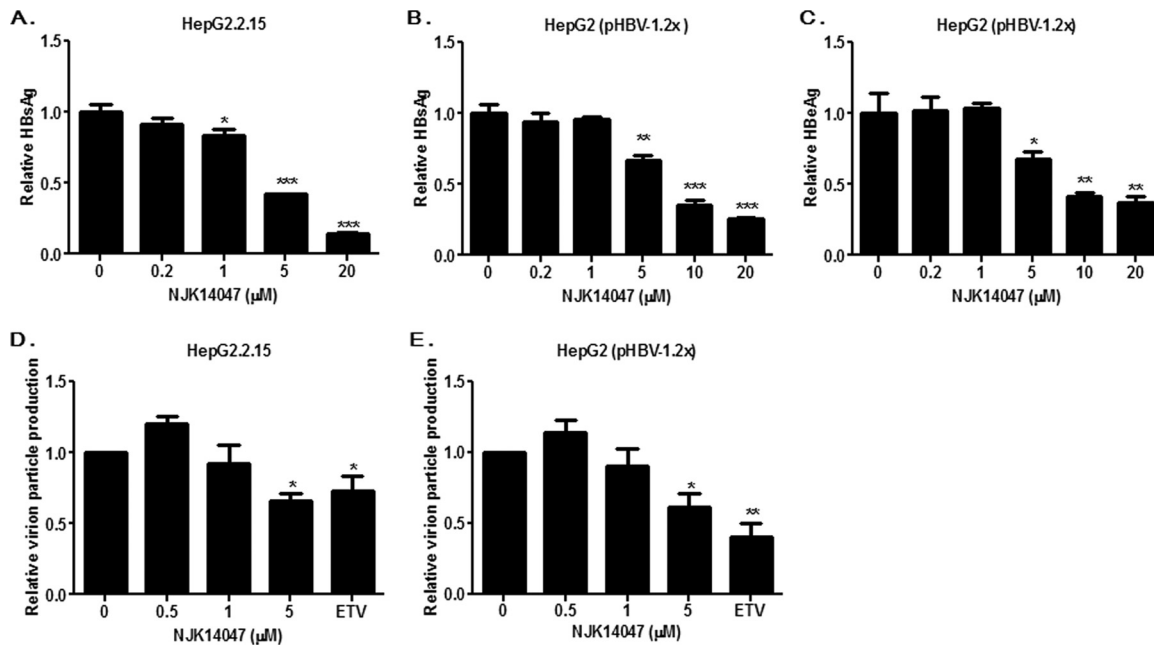 A.
HepG2.2.15
Relative HBsAg
1.5
1.0
0.5
0.0
*
***
***
0 0.2 1 5 20
NJK14047 (μM)
B.
HepG2 (pHBV-1.2x )
Relative HBsAg
1.5
1.0
0.5
0.0
**
***
***
0 0.2 1 5 10 20
NJK14047 (μM)
C.
HepG2 (pHBV-1.2x)
Relative HBeAg
1.5
1.0
0.5
0.0
*
**
**
0 0.2 1 5 10 20
NJK14047 (μM)
D.
HepG2.2.15
Relative virion particle production
1.5
1.0
0.5
0.0
*
*
0 0.5 1 5 ETV
NJK14047 (μM)
E.
HepG2 (pHBV-1.2x)
Relative virion particle production
1.5
1.0
0.5
0.0
*
**
0 0.5 1 5 ETV
NJK14047 (μM)